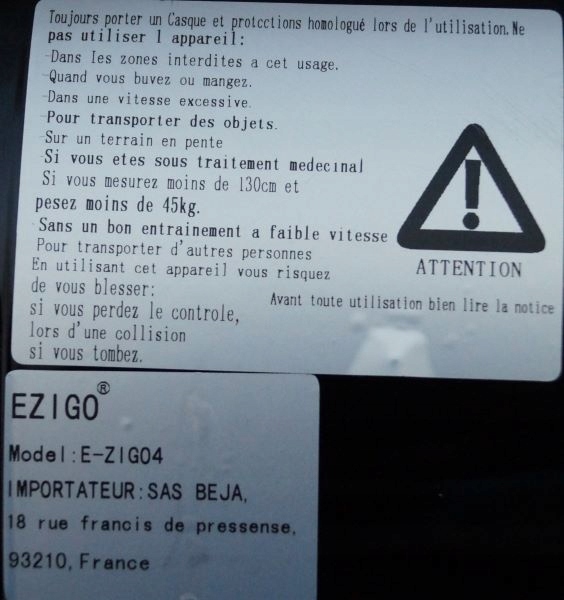 Toujours porter un Casque et protcctions homologué lors de l'utilisation.Ne
pas utiliser l appareil:
-Dans les zones interdites a cet usage.
-Quand vous buvez ou mangez.
-Dans une vitesse excessive.
-Pour transporter des objets.
-Sur un terrain en pente
-Si vous etes sous traitement medecinal
Si vous mesurez moins de 130cm et
pesez moins de 45kg.
-Sans un bon entrainement a faible vitesse
Pour transporter d'autres personnes
En utilisant cet appareil vous risquez
de vous blesser:
si vous perdez le controle,
lors d'une collision
si vous tombez.
ATTENTION
Avant toute utilisation bien lire la notice
EZIGO®
Model:E-ZIGO4
IMPORTATEUR:SAS BEJA,
18 rue francis de pressense,
93210, France